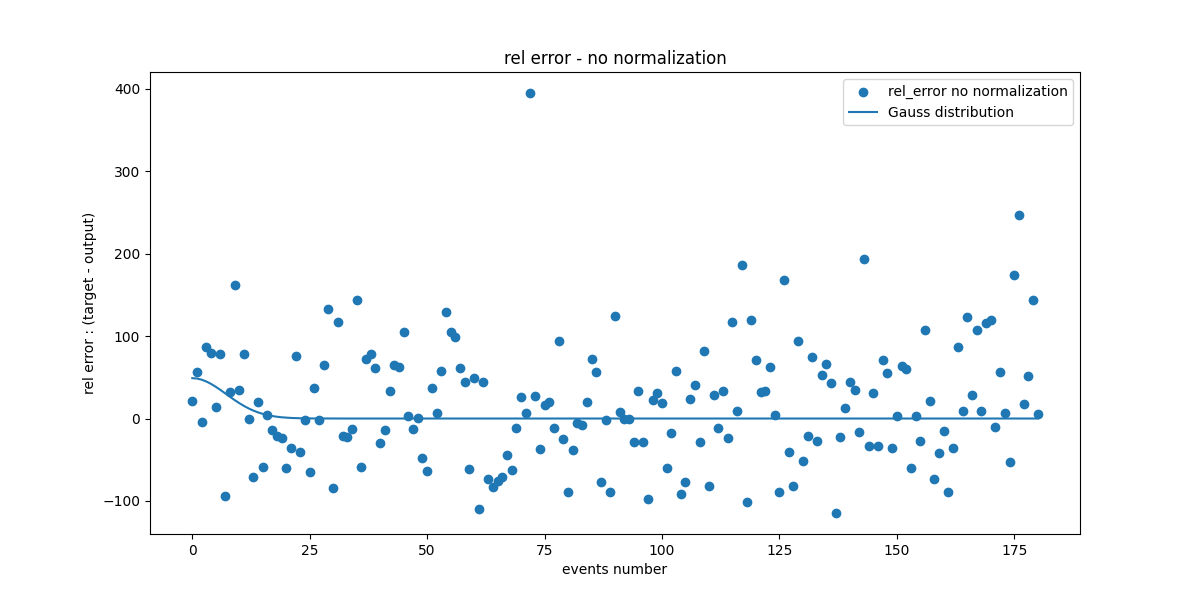 rel error - no normalization
rel_error no normalization
Gauss distribution
rel error : (target - output)
400
300
200
100
0
−100
0
25
50
75
100
125
150
175
events number